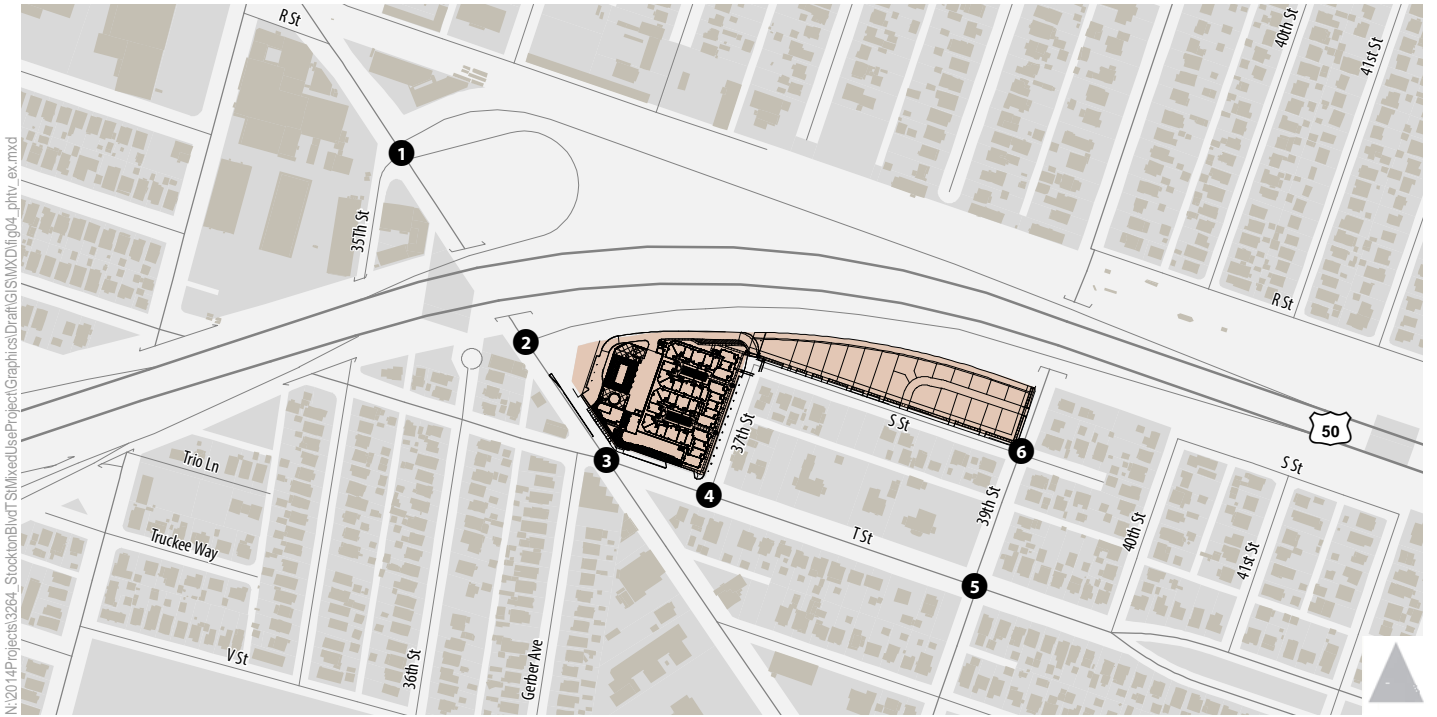 R St
40th St
41st St
1
35Th St
R St
2
50
S St
37th St
3
6
S St
Trio Ln
4
39th St
T St
40th St
Truckee Way
41st St
5
V St
36th St
Gerber Ave
N:\2014Projects\3264_StocktonBlvdTStMixedUseProject\Graphics\Draft\GIS\MXD\fig04_phtv_ex.mxd